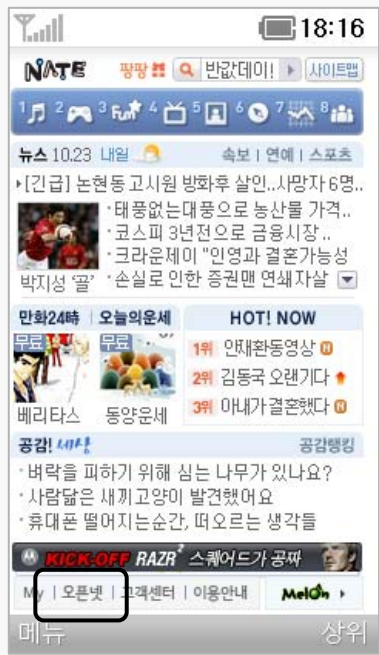 18:16
NATE 팡팡 반값데이! 사이트맵
1 2 3 Fun 4 5 6 7 8
뉴스 10.23 내일 속보 | 연예 | 스포츠
[긴급] 논현동고시원 방화후 살인..사망자 6명..
태풍없는대풍으로 농산물 가격..
코스피 3년전으로 금융시장..
크라운제이 "인영과 결혼가능성
박지성 '골' 손실로 인한 증권맨 연쇄자살
만화24時 오늘의운세 HOT! NOW
무료 무료
1위 안재환동영상
2위 김동국 오랜기다
3위 아내가결혼했다
베리타스 동양운세
공감! 세상 공감랭킹
벼락을 피하기 위해 심는 나무가 있나요?
사람닮은 새끼고양이 발견했어요
휴대폰 떨어지는순간, 떠오르는 생각들
KICK-OFF RAZR² 스퀘어드가 공짜
My | 오픈넷 | 고객센터 | 이용안내 MelOn
메뉴 상위